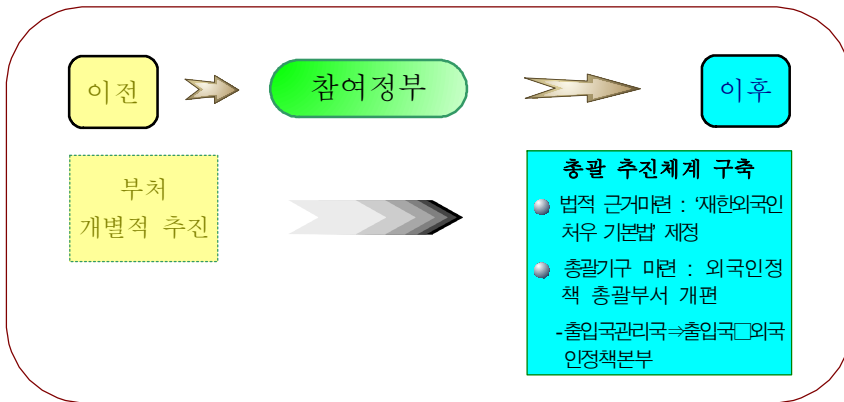 이전
참여정부
이후
부처
개별적 추진
총괄 추진체계 구축
법적 근거마련 : '재한외국인
처우 기본법' 제정
총괄기구 마련 : 외국인정
책 총괄부서 개편
-출입국관리국⇒출입국□외국
인정책본부